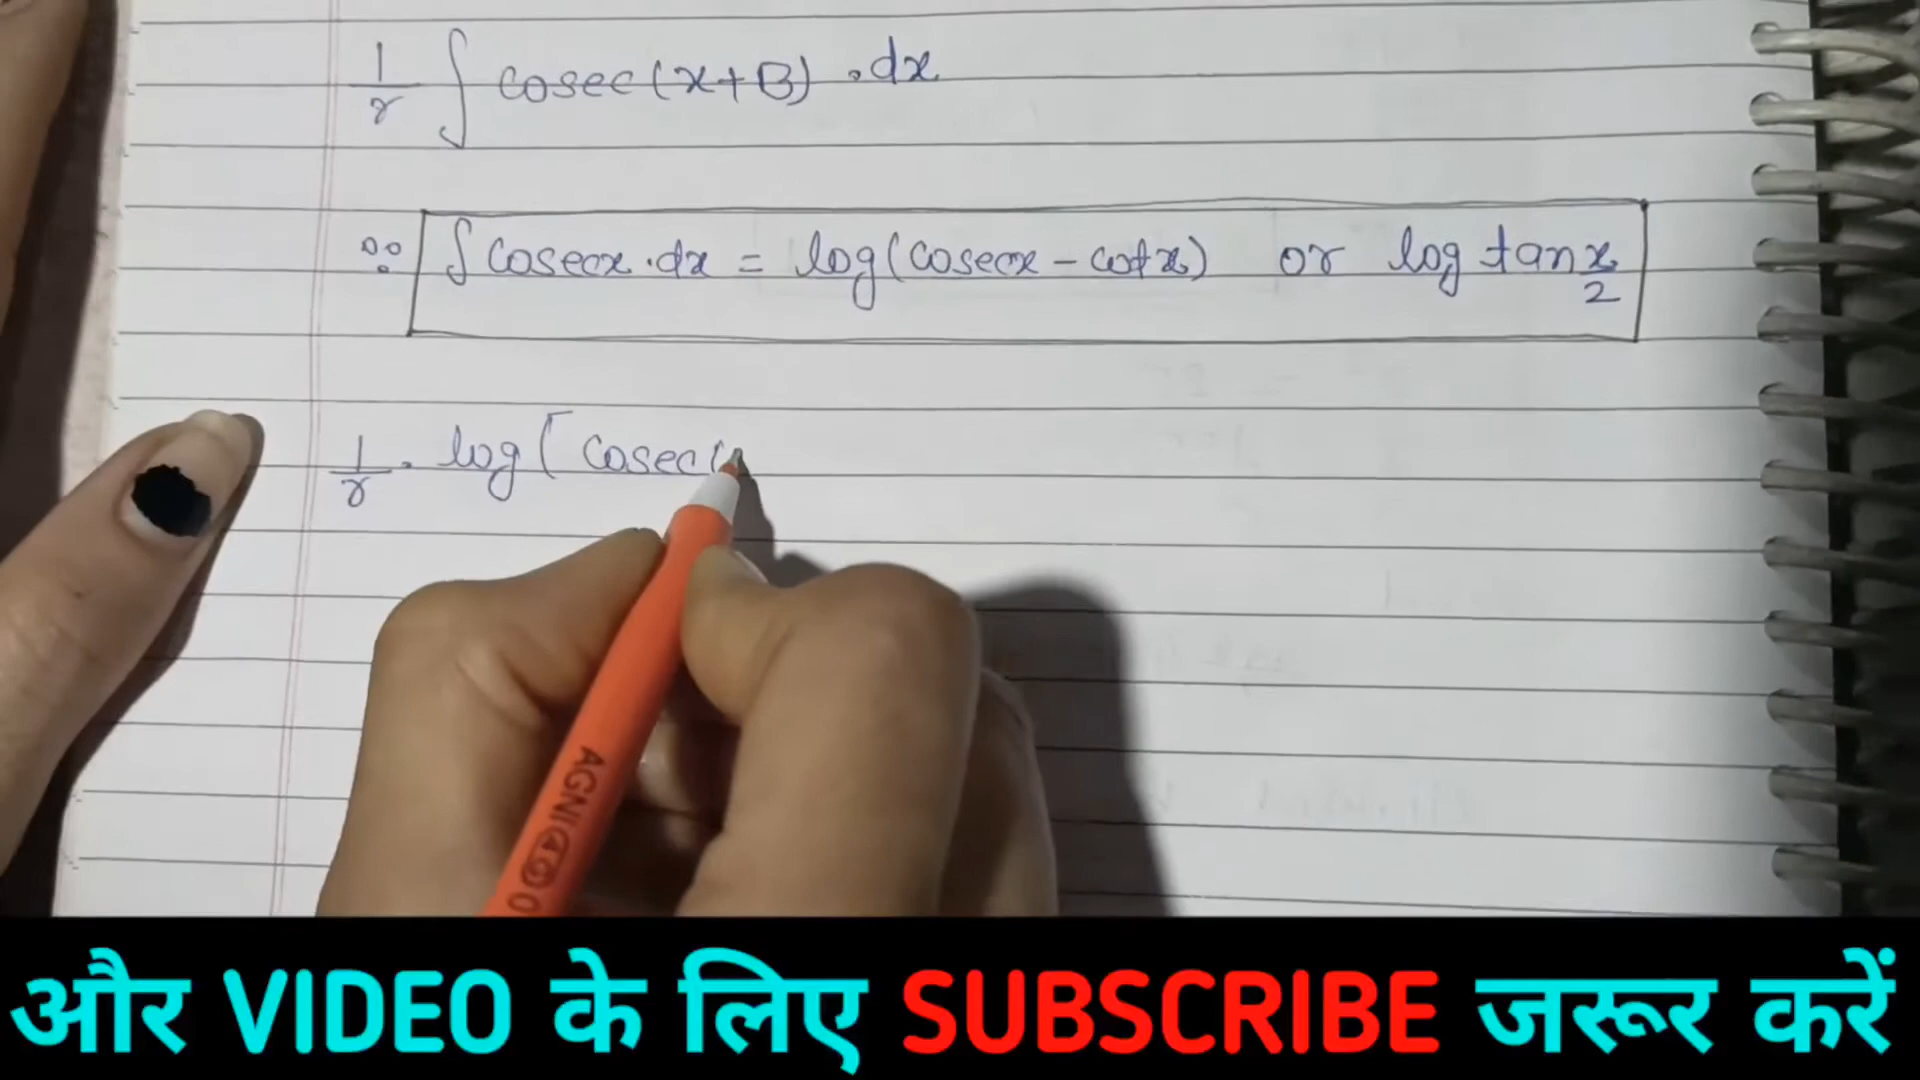 1/r ∫ cosec(x+B) . dx
∵ ∫ cosecx . dx = log(cosecx - cotx) or log tan x/2
1/r . log[ cosec(
AGNI
और VIDEO के लिए SUBSCRIBE जरूर करें